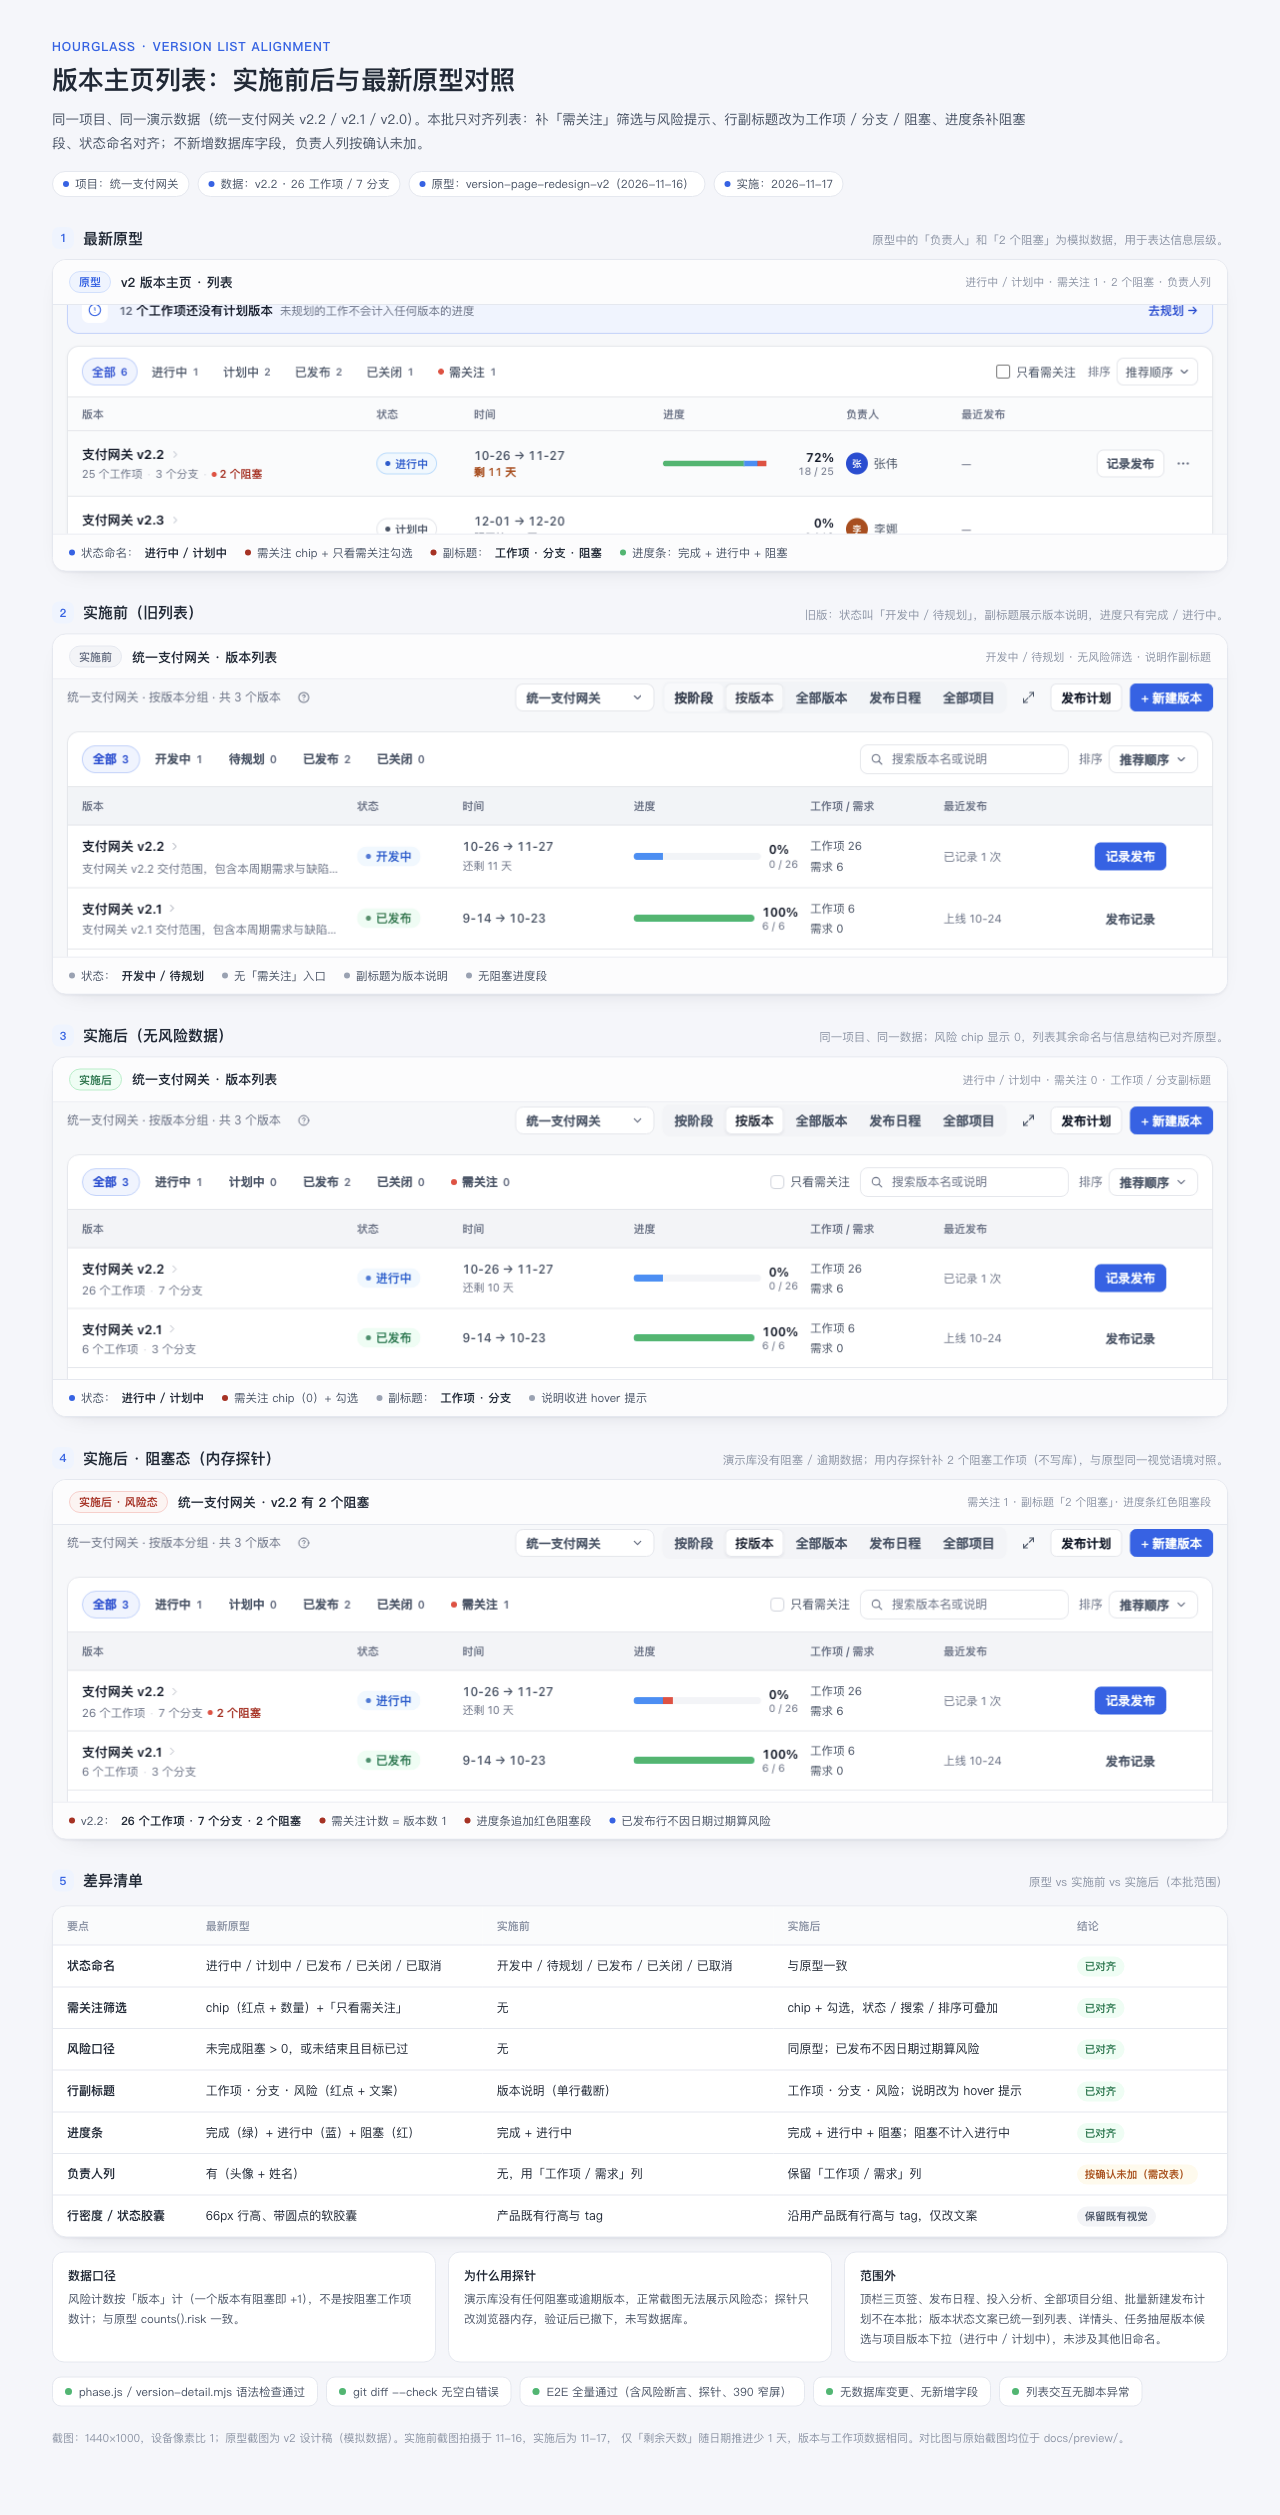 HOURGLASS · VERSION LIST ALIGNMENT
版本主页列表：实施前后与最新原型对照
同一项目、同一演示数据（统一支付网关 v2.2 / v2.1 / v2.0）。本批只对齐列表：补「需关注」筛选与风险提示、行副标题改为工作项 / 分支 / 阻塞、进度条补阻塞
段、状态命名对齐；不新增数据库字段，负责人列按确认未加。
项目：统一支付网关 数据：v2.2 · 26 工作项 / 7 分支 原型：version-page-redesign-v2（2026-11-16） 实施：2026-11-17
1 最新原型 原型中的「负责人」和「2 个阻塞」为模拟数据，用于表达信息层级。
原型 v2 版本主页 · 列表 进行中 / 计划中 · 需关注 1 · 2 个阻塞 · 负责人列
12 个工作项还没有计划版本 未规划的工作不会计入任何版本的进度 去规划 →
全部 6 进行中 1 计划中 2 已发布 2 已关闭 1 需关注 1 只看需关注 排序 推荐顺序
版本 状态 时间 进度 负责人 最近发布
支付网关 v2.2 进行中 10-26 → 11-27 72% 张 张伟 — 记录发布 ···
25 个工作项 · 3 个分支 · 2 个阻塞 剩 11 天 18 / 25
支付网关 v2.3 计划中 12-01 → 12-20 0% 李 李娜 —
状态命名： 进行中 / 计划中 需关注 chip + 只看需关注勾选 副标题： 工作项 · 分支 · 阻塞 进度条：完成 + 进行中 + 阻塞
2 实施前（旧列表） 旧版：状态叫「开发中 / 待规划」，副标题展示版本说明，进度只有完成 / 进行中。
实施前 统一支付网关 · 版本列表 开发中 / 待规划 · 无风险筛选 · 说明作副标题
统一支付网关 · 按版本分组 · 共 3 个版本 统一支付网关 按阶段 按版本 全部版本 发布日程 全部项目 发布计划 + 新建版本
全部 3 开发中 1 待规划 0 已发布 2 已关闭 0 搜索版本名或说明 排序 推荐顺序
版本 状态 时间 进度 工作项 / 需求 最近发布
支付网关 v2.2 开发中 10-26 → 11-27 0% 工作项 26 已记录 1 次 记录发布
支付网关 v2.2 交付范围，包含本周期需求与缺陷... 还剩 11 天 0 / 26 需求 6
支付网关 v2.1 已发布 9-14 → 10-23 100% 工作项 6 上线 10-24 发布记录
支付网关 v2.1 交付范围，包含本周期需求与缺陷... 6 / 6 需求 0
状态： 开发中 / 待规划 无「需关注」入口 副标题为版本说明 无阻塞进度段
3 实施后（无风险数据） 同一项目、同一数据；风险 chip 显示 0，列表其余命名与信息结构已对齐原型。
实施后 统一支付网关 · 版本列表 进行中 / 计划中 · 需关注 0 · 工作项 / 分支副标题
统一支付网关 · 按版本分组 · 共 3 个版本 统一支付网关 按阶段 按版本 全部版本 发布日程 全部项目 发布计划 + 新建版本
全部 3 进行中 1 计划中 0 已发布 2 已关闭 0 需关注 0 只看需关注 搜索版本名或说明 排序 推荐顺序
版本 状态 时间 进度 工作项 / 需求 最近发布
支付网关 v2.2 进行中 10-26 → 11-27 0% 工作项 26 已记录 1 次 记录发布
26 个工作项 · 7 个分支 还剩 10 天 0 / 26 需求 6
支付网关 v2.1 已发布 9-14 → 10-23 100% 工作项 6 上线 10-24 发布记录
6 个工作项 · 3 个分支 6 / 6 需求 0
状态： 进行中 / 计划中 需关注 chip（0）+ 勾选 副标题： 工作项 · 分支 说明收进 hover 提示
4 实施后 · 阻塞态（内存探针） 演示库没有阻塞 / 逾期数据；用内存探针补 2 个阻塞工作项（不写库），与原型同一视觉语境对照。
实施后 · 风险态 统一支付网关 · v2.2 有 2 个阻塞 需关注 1 · 副标题「2 个阻塞」· 进度条红色阻塞段
统一支付网关 · 按版本分组 · 共 3 个版本 统一支付网关 按阶段 按版本 全部版本 发布日程 全部项目 发布计划 + 新建版本
全部 3 进行中 1 计划中 0 已发布 2 已关闭 0 需关注 1 只看需关注 搜索版本名或说明 排序 推荐顺序
版本 状态 时间 进度 工作项 / 需求 最近发布
支付网关 v2.2 进行中 10-26 → 11-27 0% 工作项 26 已记录 1 次 记录发布
26 个工作项 · 7 个分支 2 个阻塞 还剩 10 天 0 / 26 需求 6
支付网关 v2.1 已发布 9-14 → 10-23 100% 工作项 6 上线 10-24 发布记录
6 个工作项 · 3 个分支 6 / 6 需求 0
v2.2： 26 个工作项 · 7 个分支 · 2 个阻塞 需关注计数 = 版本数 1 进度条追加红色阻塞段 已发布行不因日期过期算风险
5 差异清单 原型 vs 实施前 vs 实施后（本批范围）
要点 最新原型 实施前 实施后 结论
状态命名 进行中 / 计划中 / 已发布 / 已关闭 / 已取消 开发中 / 待规划 / 已发布 / 已关闭 / 已取消 与原型一致 已对齐
需关注筛选 chip（红点 + 数量）+「只看需关注」 无 chip + 勾选，状态 / 搜索 / 排序可叠加 已对齐
风险口径 未完成阻塞 > 0，或未结束且目标已过 无 同原型；已发布不因日期过期算风险 已对齐
行副标题 工作项 · 分支 · 风险（红点 + 文案） 版本说明（单行截断） 工作项 · 分支 · 风险；说明改为 hover 提示 已对齐
进度条 完成（绿）+ 进行中（蓝）+ 阻塞（红） 完成 + 进行中 完成 + 进行中 + 阻塞；阻塞不计入进行中 已对齐
负责人列 有（头像 + 姓名） 无，用「工作项 / 需求」列 保留「工作项 / 需求」列 按确认未加（需改表）
行密度 / 状态胶囊 66px 行高、带圆点的软胶囊 产品既有行高与 tag 沿用产品既有行高与 tag，仅改文案 保留既有视觉
数据口径
风险计数按「版本」计（一个版本有阻塞即 +1），不是按阻塞工作项
数计；与原型 counts().risk 一致。
为什么用探针
演示库没有任何阻塞或逾期版本，正常截图无法展示风险态；探针只
改浏览器内存，验证后已撤下，未写数据库。
范围外
顶栏三页签、发布日程、投入分析、全部项目分组、批量新建发布计
划不在本批；版本状态文案已统一到列表、详情头、任务抽屉版本候
选与项目版本下拉（进行中 / 计划中），未涉及其他旧命名。
phase.js / version-detail.mjs 语法检查通过 git diff --check 无空白错误 E2E 全量通过（含风险断言、探针、390 窄屏） 无数据库变更、无新增字段 列表交互无脚本异常
截图：1440×1000，设备像素比 1；原型截图为 v2 设计稿（模拟数据）。实施前截图拍摄于 11-16，实施后为 11-17， 仅「剩余天数」随日期推进少 1 天，版本与工作项数据相同。对比图与原始截图均位于 docs/preview/。